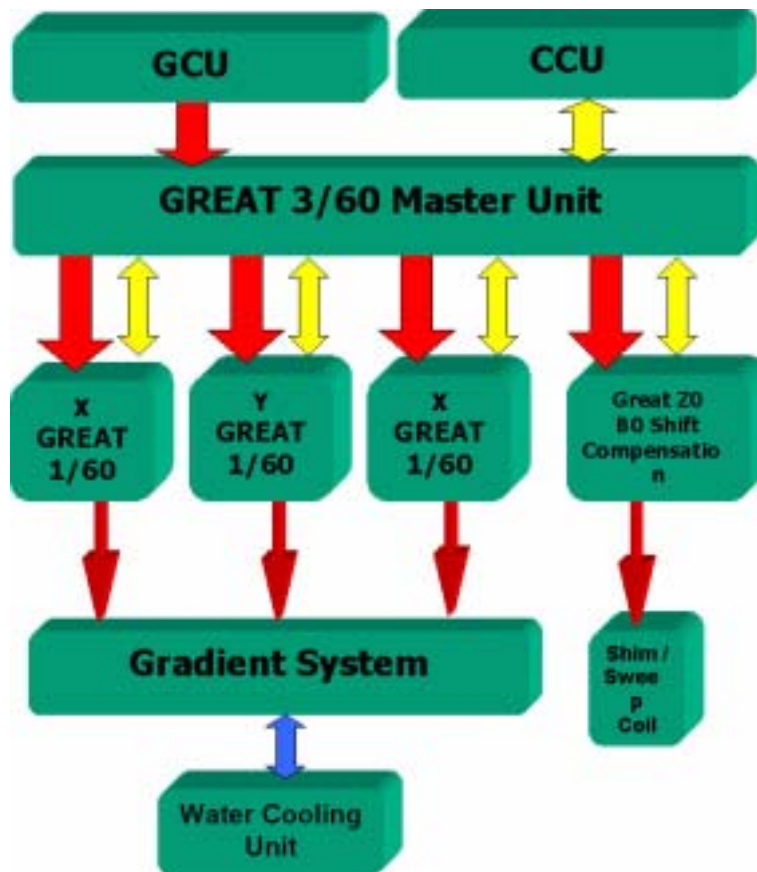 GCU
CCU
GREAT 3/60 Master Unit
X
GREAT
1/60
Y
GREAT
1/60
X
GREAT
1/60
Great Z0
B0 Shift
Compensatio
n
Gradient System
Shim /
Swee
p
Coil
Water Cooling
Unit